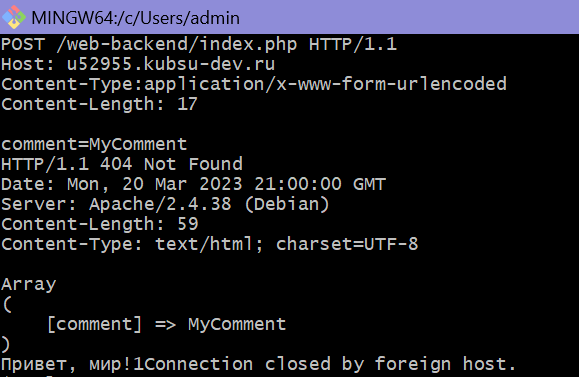 MINGW64:/c/Users/admin
POST /web-backend/index.php HTTP/1.1
Host: u52955.kubsu-dev.ru
Content-Type:application/x-www-form-urlencoded
Content-Length: 17

comment=MyComment
HTTP/1.1 404 Not Found
Date: Mon, 20 Mar 2023 21:00:00 GMT
Server: Apache/2.4.38 (Debian)
Content-Length: 59
Content-Type: text/html; charset=UTF-8

Array
(
    [comment] => MyComment
)
Привет, мир!1Connection closed by foreign host.